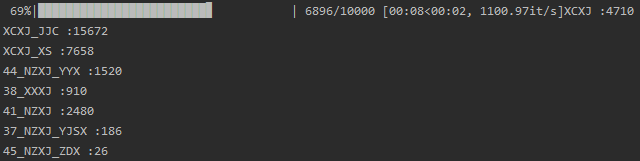 69%|██████████████████████ | 6896/10000 [00:08<00:02, 1100.97it/s]XCXJ :4710
XCXJ_JJC :15672
XCXJ_XS :7658
44_NZXJ_YYX :1520
38_XXXJ :910
41_NZXJ :2480
37_NZXJ_YJSX :186
45_NZXJ_ZDX :26